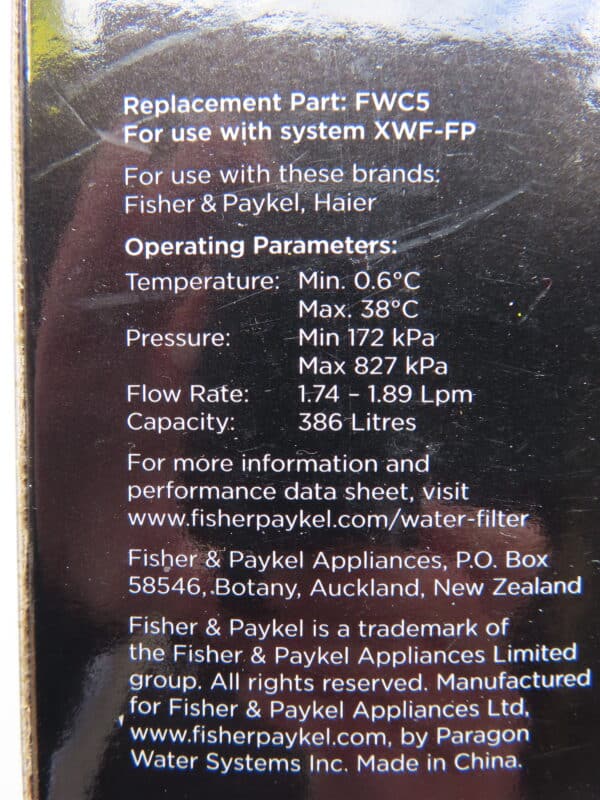 Replacement Part: FWC5
For use with system XWF-FP
For use with these brands:
Fisher & Paykel, Haier
Operating Parameters:
Temperature: Min. 0.6°C
Max. 38°C
Pressure: Min 172 kPa
Max 827 kPa
Flow Rate: 1.74 – 1.89 Lpm
Capacity: 386 Litres
For more information and
performance data sheet, visit
www.fisherpaykel.com/water-filter
Fisher & Paykel Appliances, P.O. Box
58546, Botany, Auckland, New Zealand
Fisher & Paykel is a trademark of
the Fisher & Paykel Appliances Limited
group. All rights reserved. Manufactured
for Fisher & Paykel Appliances Ltd,
www.fisherpaykel.com, by Paragon
Water Systems Inc. Made in China.